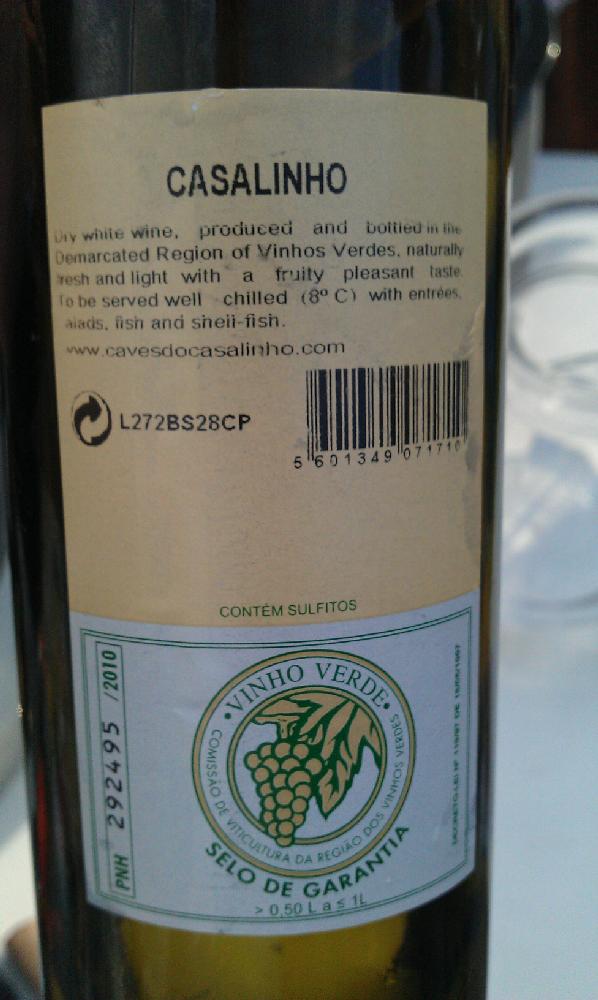 CASALINHO
Dry white wine, produced and bottled in the
Demarcated Region of Vinhos Verdes, naturally
fresh and light with a fruity pleasant taste.
To be served well chilled (8º C) with entrées,
salads, fish and shell-fish.
www.cavesdocasalinho.com
L272BS28CP
5 601349 071710
CONTÉM SULFITOS
PNH 292495 /2010
• VINHO VERDE •
COMISSÃO DE VITICULTURA DA REGIÃO DOS VINHOS VERDES
SELO DE GARANTIA
> 0,50 L a ≤ 1L
DECRETO-LEI Nº